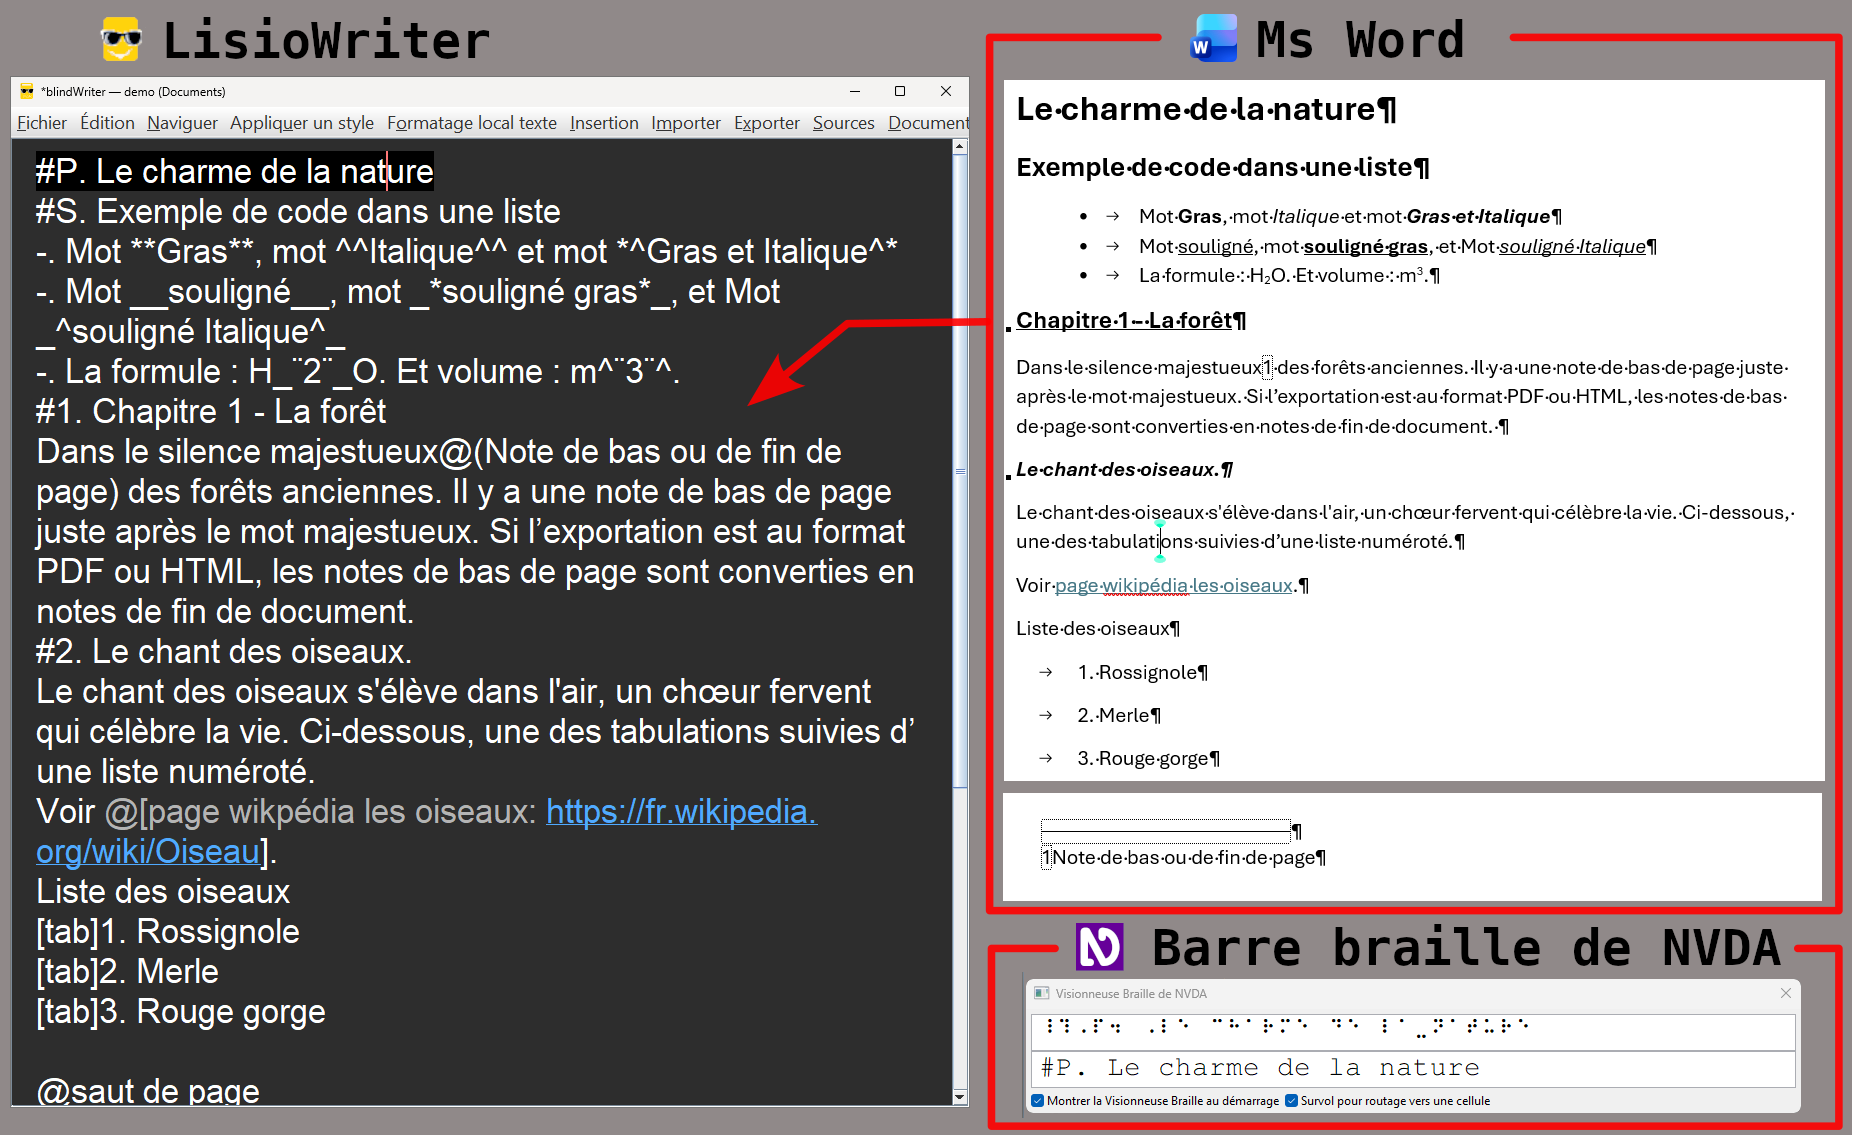 LisioWriter
*blindWriter — demo (Documents)
Fichier Édition Naviguer Appliquer un style Formatage local texte Insertion Importer Exporter Sources Document
#P. Le charme de la nature
#S. Exemple de code dans une liste
-. Mot **Gras**, mot ^^Italique^^ et mot *^Gras et Italique^*
-. Mot __souligné__, mot _*souligné gras*_, et Mot
_^souligné Italique^_
-. La formule : H_¨2¨_O. Et volume : m^¨3¨^.
#1. Chapitre 1 - La forêt
Dans le silence majestueux@(Note de bas ou de fin de
page) des forêts anciennes. Il y a une note de bas de page
juste après le mot majestueux. Si l’exportation est au format
PDF ou HTML, les notes de bas de page sont converties en
notes de fin de document.
#2. Le chant des oiseaux.
Le chant des oiseaux s'élève dans l'air, un chœur fervent
qui célèbre la vie. Ci-dessous, une des tabulations suivies d’
une liste numéroté.
Voir @[page wikpédia les oiseaux: https://fr.wikipedia.
org/wiki/Oiseau].
Liste des oiseaux
[tab]1. Rossignole
[tab]2. Merle
[tab]3. Rouge gorge
@saut de page
W Ms Word
Le·charme·de·la·nature¶
Exemple·de·code·dans·une·liste¶
• → Mot·Gras,·mot·Italique·et·mot·Gras·et·Italique¶
• → Mot·souligné,·mot·souligné·gras,·et·Mot·souligné·Italique¶
• → La·formule·:·H₂O.·Et·volume·:·m³.¶
Chapitre·1·–·La·forêt¶
Dans·le·silence·majestueux1·des·forêts·anciennes.·Il·y·a·une·note·de·bas·de·page·juste·
après·le·mot·majestueux.·Si·l’exportation·est·au·format·PDF·ou·HTML,·les·notes·de·bas·
de·page·sont·converties·en·notes·de·fin·de·document.·¶
Le·chant·des·oiseaux.¶
Le·chant·des·oiseaux·s'élève·dans·l'air,·un·chœur·fervent·qui·célèbre·la·vie.·Ci-dessous,·
une·des·tabulations·suivies·d’une·liste·numéroté.¶
Voir·page·wikipédia·les·oiseaux.¶
Liste·des·oiseaux¶
→ 1.·Rossignole¶
→ 2.·Merle¶
→ 3.·Rouge·gorge¶
¶
1Note·de·bas·ou·de·fin·de·page¶
Barre braille de NVDA
Visionneuse Braille de NVDA
#P. Le charme de la nature
Montrer la Visionneuse Braille au démarrage Survol pour routage vers une cellule